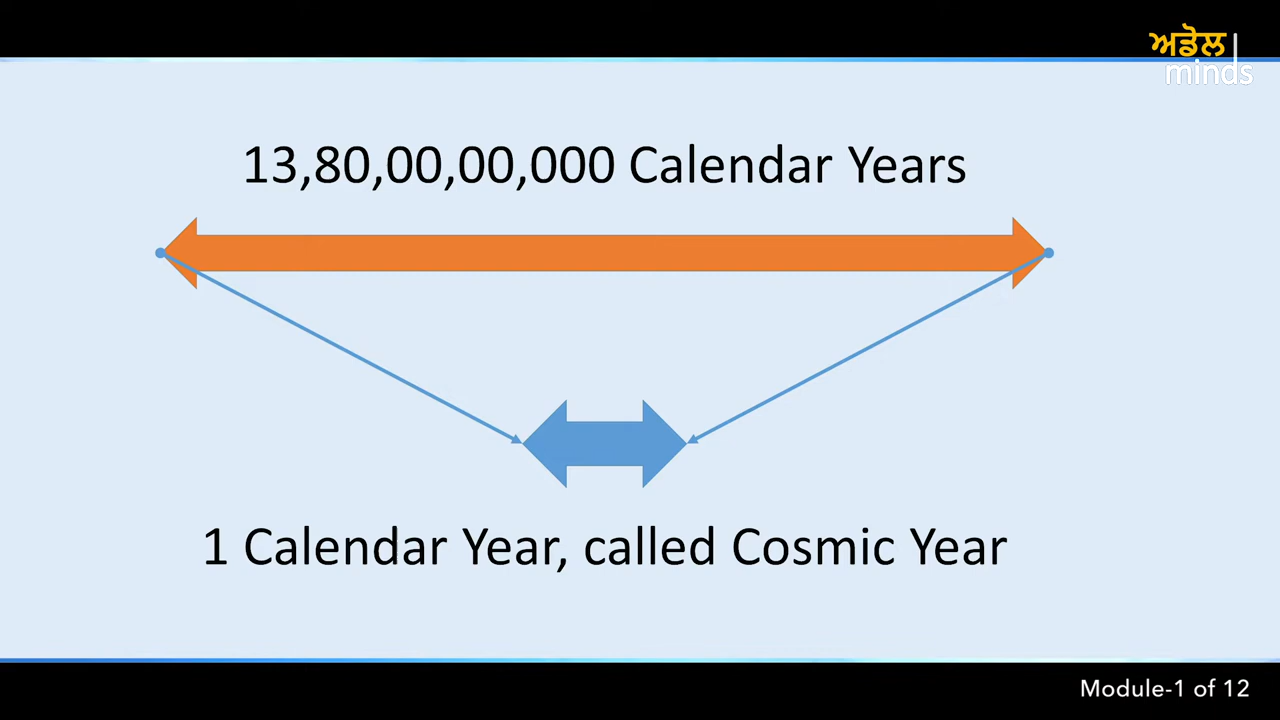 ਅਡੋਲ
minds
13,80,00,00,000 Calendar Years
1 Calendar Year, called Cosmic Year
Module-1 of 12